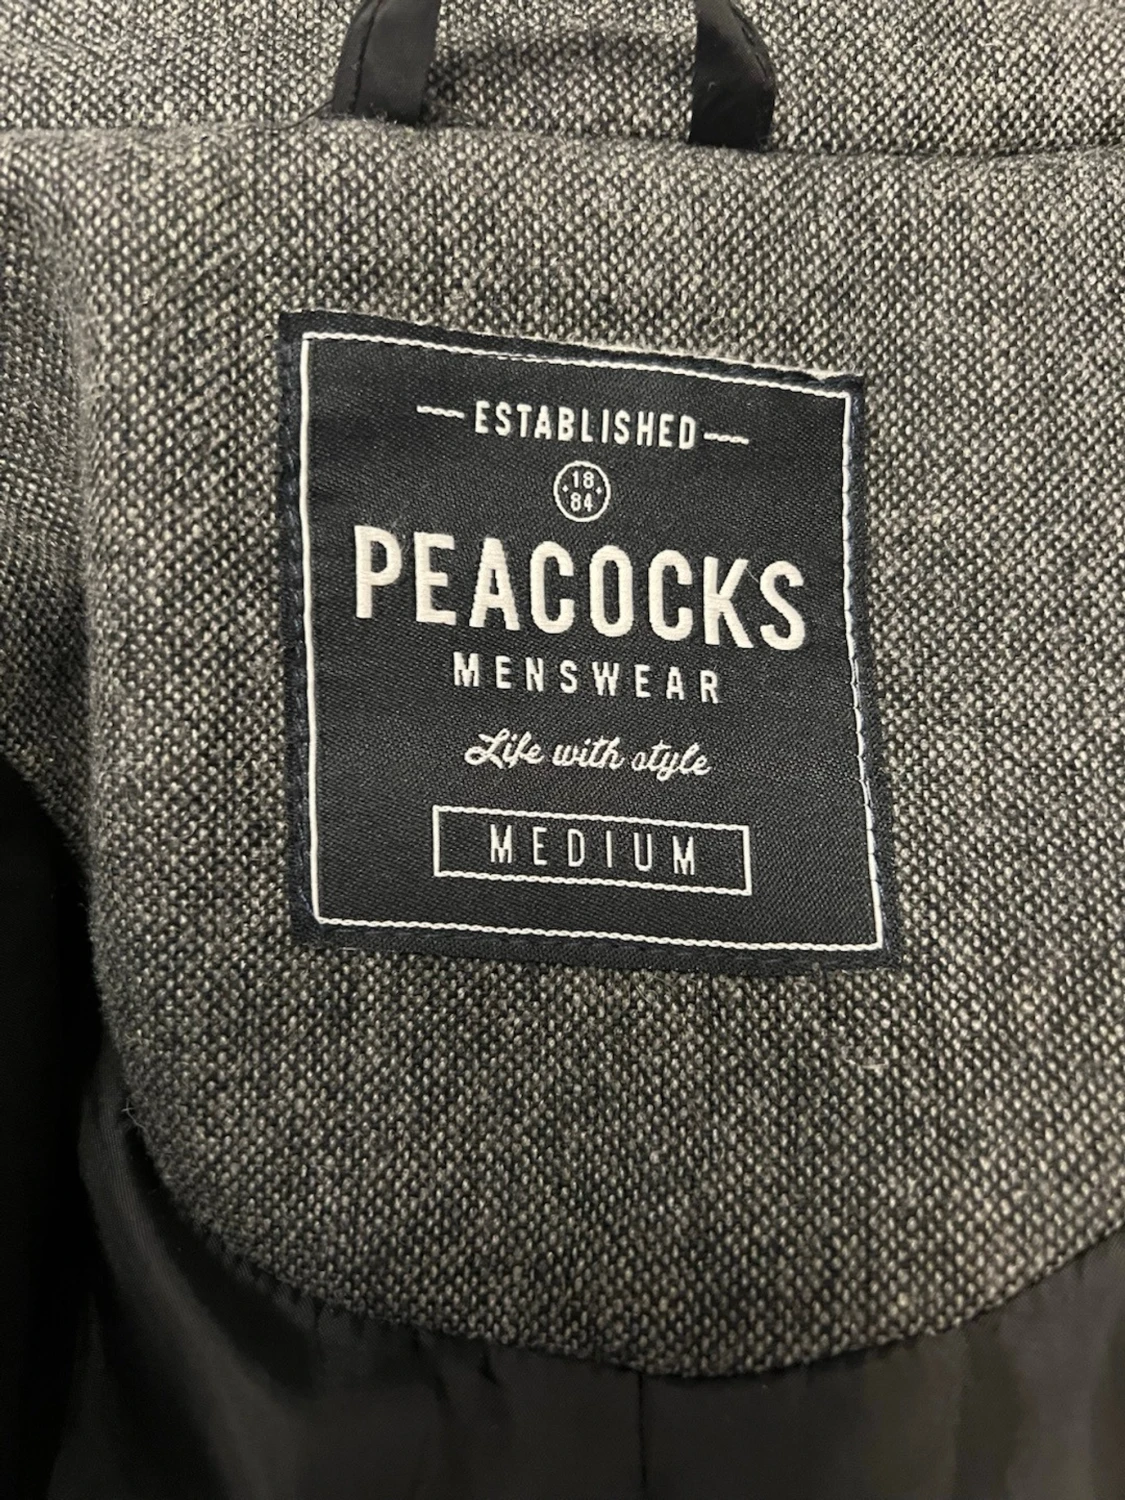 ESTABLISHED
18
84
PEACOCKS
MENSWEAR
Life with style
MEDIUM